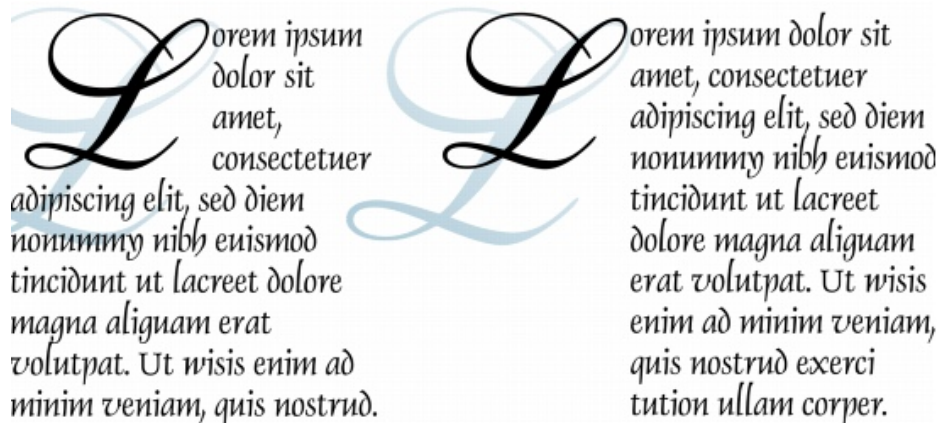 Lorem ipsum
dolor sit
amet,
consectetuer
adipiscing elit, sed diem
nonummy nibh euismod
tincidunt ut lacreet dolore
magna aliguam erat
volutpat. Ut wisis enim ad
minim veniam, quis nostrud.
Lorem ipsum dolor sit
amet, consectetuer
adipiscing elit, sed diem
nonummy nibh euismod
tincidunt ut lacreet
dolore magna aliguam
erat volutpat. Ut wisis
enim ad minim veniam,
quis nostrud exerci
tution ullam corper.